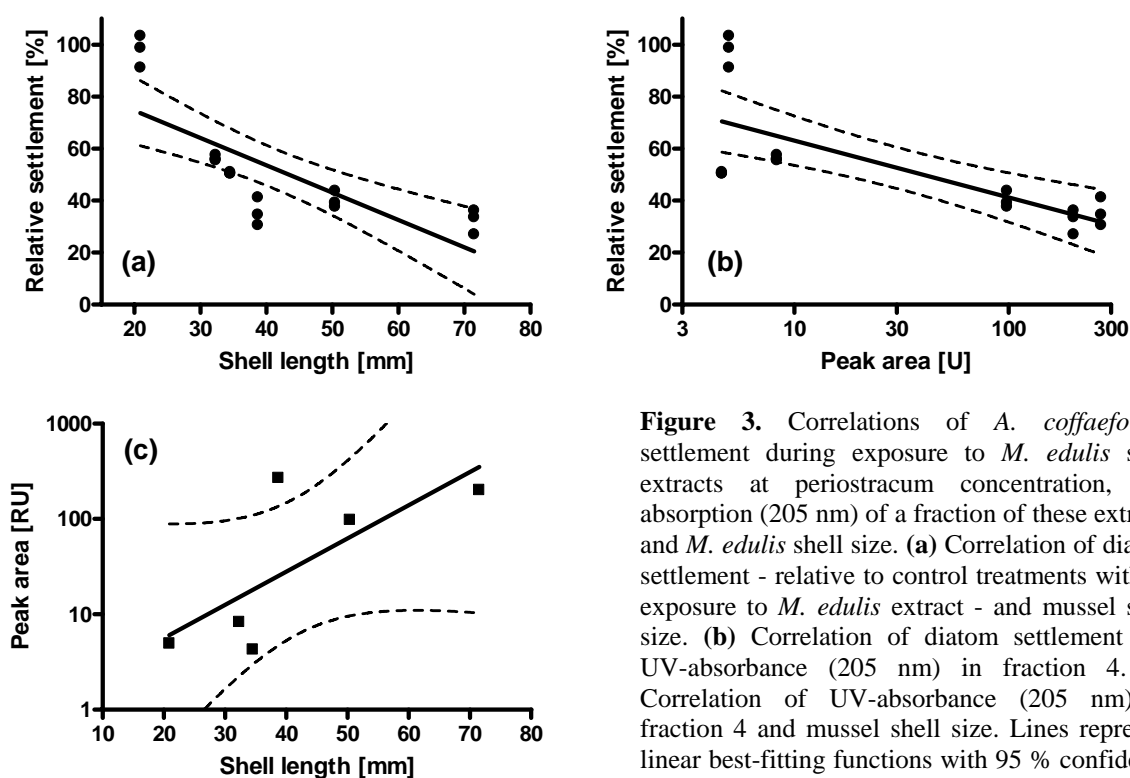 Relative settlement [%]
100
80
60
40
20
0
(a)
20 30 40 50 60 70 80
Shell length [mm]
Relative settlement [%]
100
80
60
40
20
0
(b)
3 10 30 100 300
Peak area [U]
Peak area [RU]
1000
100
10
1
(c)
10 20 30 40 50 60 70 80
Shell length [mm]
Figure 3. Correlations of A. coffaefo
settlement during exposure to M. edulis s
extracts at periostracum concentration,
absorption (205 nm) of a fraction of these extr
and M. edulis shell size. (a) Correlation of dia
settlement - relative to control treatments with
exposure to M. edulis extract - and mussel s
size. (b) Correlation of diatom settlement
UV-absorbance (205 nm) in fraction 4.
Correlation of UV-absorbance (205 nm)
fraction 4 and mussel shell size. Lines repre
linear best-fitting functions with 95 % confide